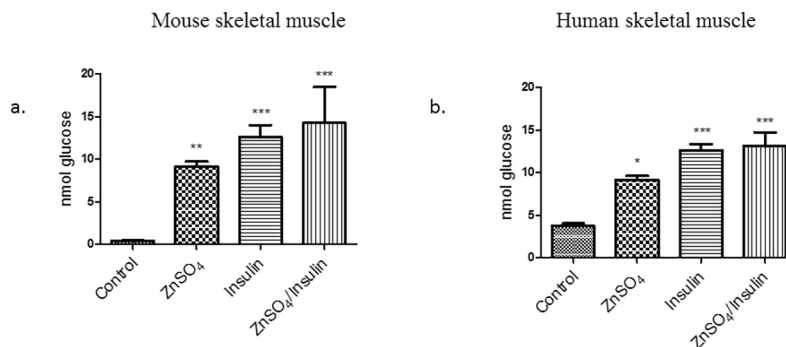 Mouse skeletal muscle
a.
nmol glucose
20
15
10
5
0
**
***
***
Control
ZnSO₄
Insulin
ZnSO₄/Insulin
Human skeletal muscle
b.
nmol glucose
20
15
10
5
0
*
***
***
Control
ZnSO₄
Insulin
ZnSO₄/Insulin